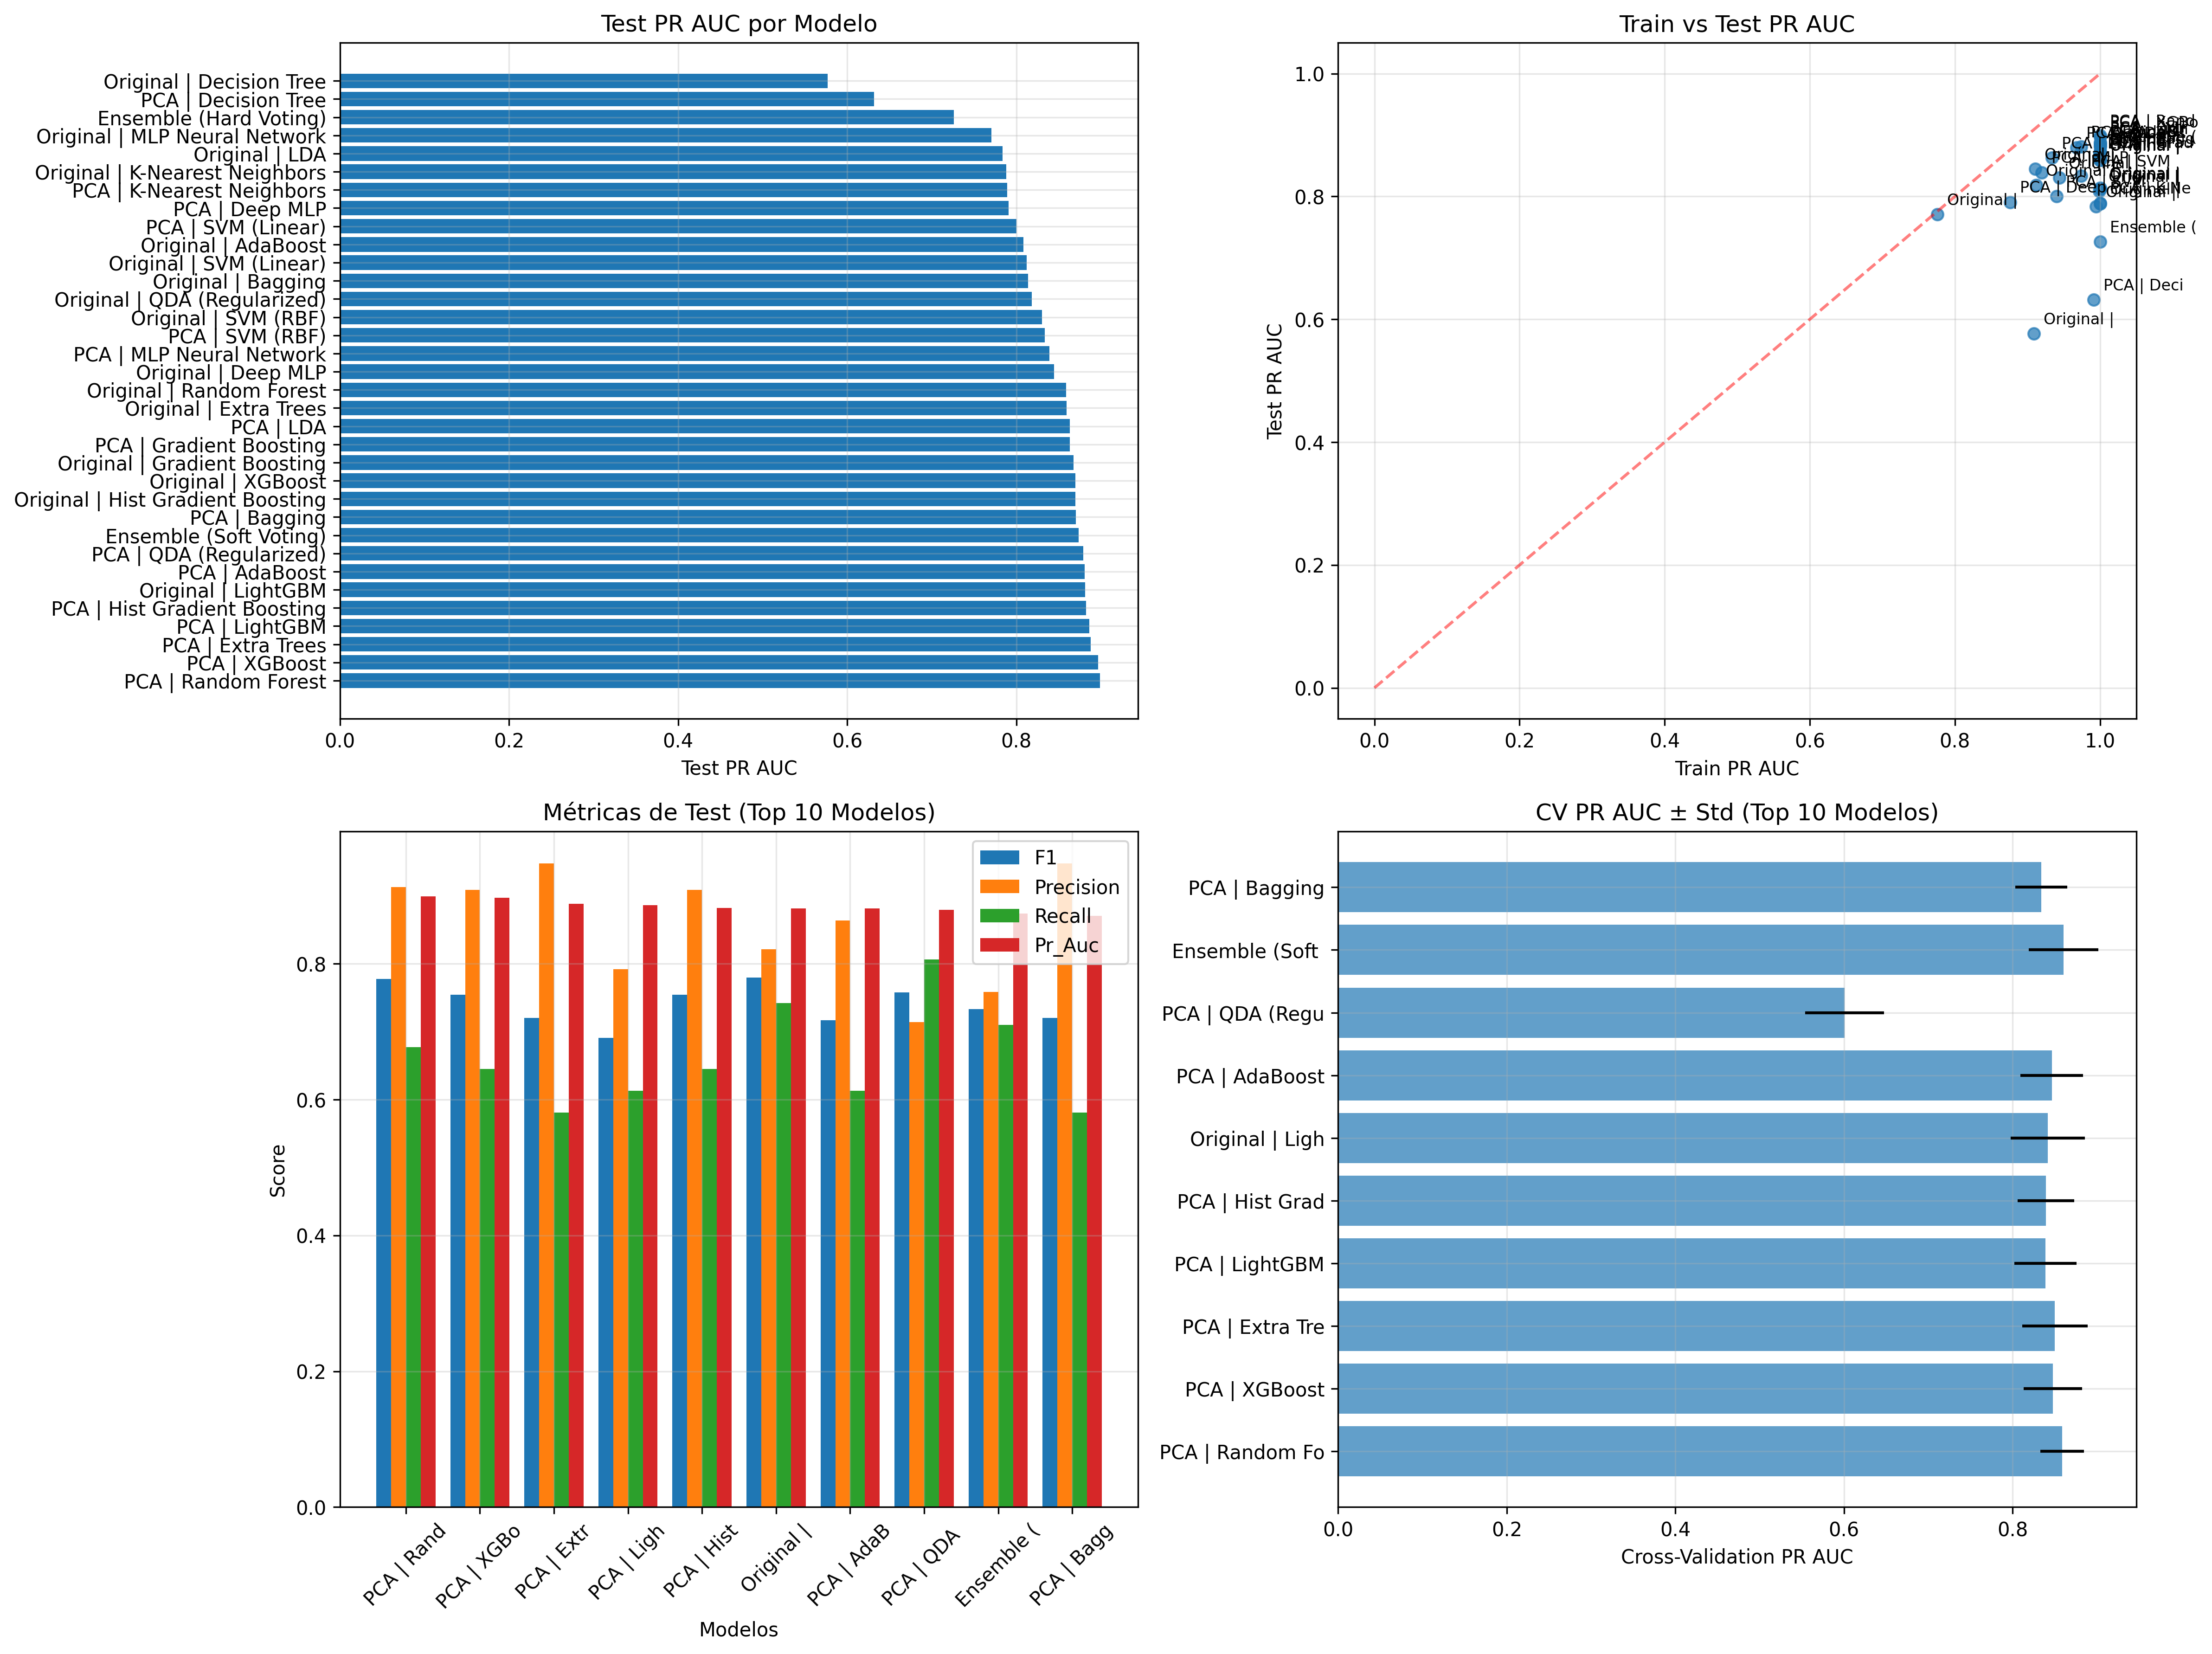 Test PR AUC por Modelo
Original | Decision Tree
PCA | Decision Tree
Ensemble (Hard Voting)
Original | MLP Neural Network
Original | LDA
Original | K-Nearest Neighbors
PCA | K-Nearest Neighbors
PCA | Deep MLP
PCA | SVM (Linear)
Original | AdaBoost
Original | SVM (Linear)
Original | Bagging
Original | QDA (Regularized)
Original | SVM (RBF)
PCA | SVM (RBF)
PCA | MLP Neural Network
Original | Deep MLP
Original | Random Forest
Original | Extra Trees
PCA | LDA
PCA | Gradient Boosting
Original | Gradient Boosting
Original | XGBoost
Original | Hist Gradient Boosting
PCA | Bagging
Ensemble (Soft Voting)
PCA | QDA (Regularized)
PCA | AdaBoost
Original | LightGBM
PCA | Hist Gradient Boosting
PCA | LightGBM
PCA | Extra Trees
PCA | XGBoost
PCA | Random Forest
0.0 0.2 0.4 0.6 0.8
Test PR AUC
Train vs Test PR AUC
1.0
0.8
0.6
0.4
0.2
0.0
Test PR AUC
Original |
Ensemble (
PCA | Deci
Original |
0.0 0.2 0.4 0.6 0.8 1.0
Train PR AUC
Métricas de Test (Top 10 Modelos)
F1
Precision
Recall
Pr_Auc
0.8
0.6
0.4
0.2
0.0
Score
PCA | Rand
PCA | XGBo
PCA | Extr
PCA | Ligh
PCA | Hist
Original |
PCA | AdaB
PCA | QDA
Ensemble (
PCA | Bagg
Modelos
CV PR AUC ± Std (Top 10 Modelos)
PCA | Bagging
Ensemble (Soft
PCA | QDA (Regu
PCA | AdaBoost
Original | Ligh
PCA | Hist Grad
PCA | LightGBM
PCA | Extra Tre
PCA | XGBoost
PCA | Random Fo
0.0 0.2 0.4 0.6 0.8
Cross-Validation PR AUC